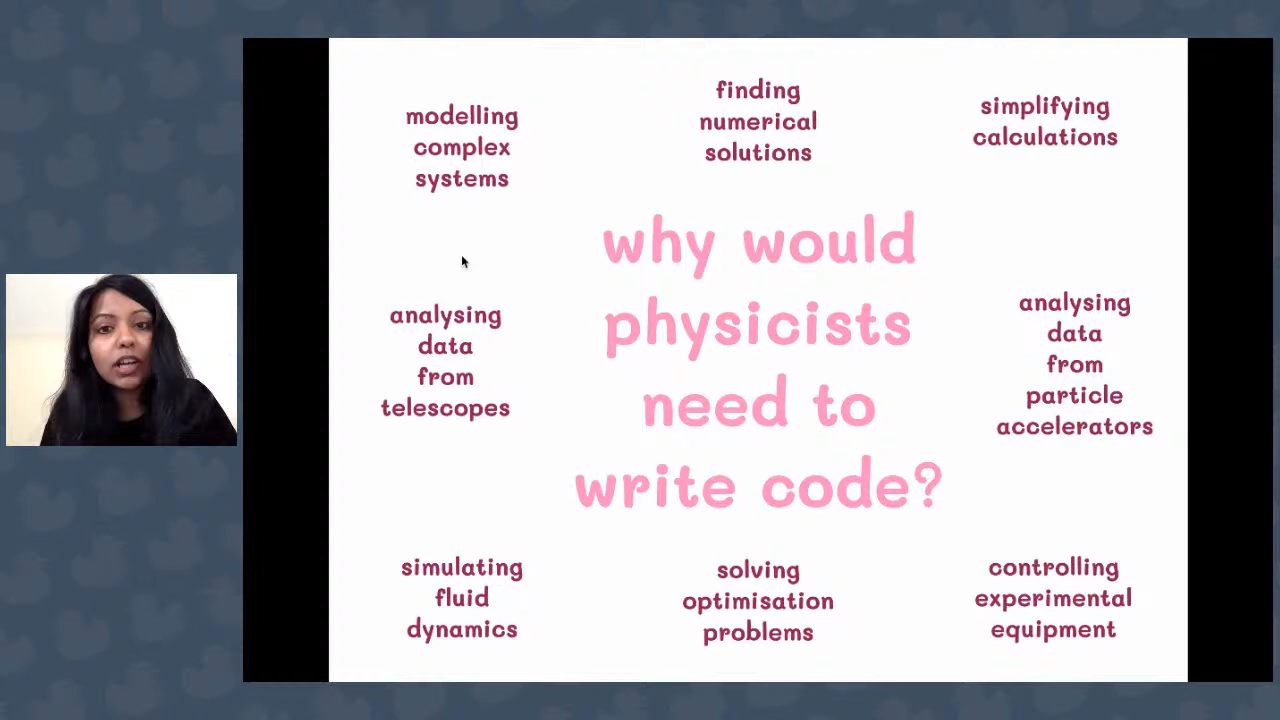 modelling
complex
systems
finding
numerical
solutions
simplifying
calculations
why would
physicists
need to
write code?
analysing
data
from
telescopes
analysing
data
from
particle
accelerators
simulating
fluid
dynamics
solving
optimisation
problems
controlling
experimental
equipment